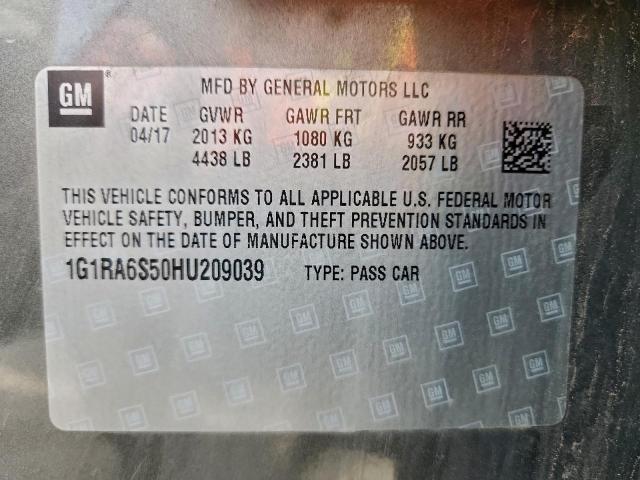 GM
MFD BY GENERAL MOTORS LLC
DATE GVWR GAWR FRT GAWR RR
04/17 2013 KG 1080 KG 933 KG
4438 LB 2381 LB 2057 LB
THIS VEHICLE CONFORMS TO ALL APPLICABLE U.S. FEDERAL MOTOR
VEHICLE SAFETY, BUMPER, AND THEFT PREVENTION STANDARDS IN
EFFECT ON THE DATE OF MANUFACTURE SHOWN ABOVE.
1G1RA6S50HU209039 TYPE: PASS CAR